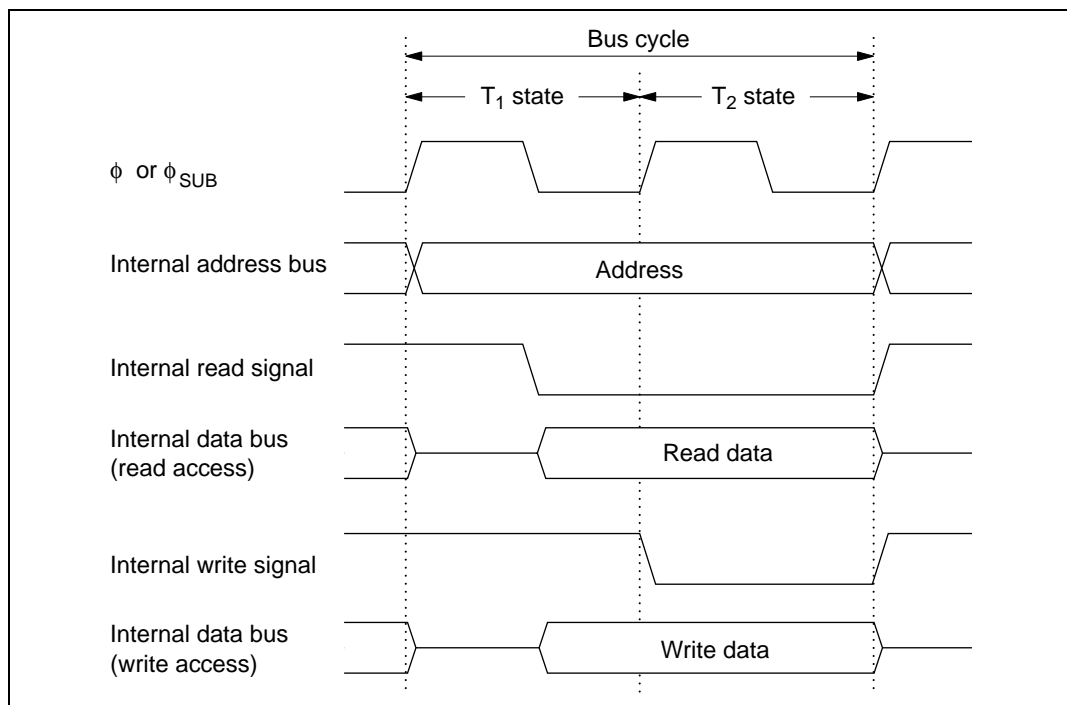 Bus cycle
T₁ state
T₂ state
ϕ or ϕSUB
Internal address bus
Address
Internal read signal
Internal data bus
(read access)
Read data
Internal write signal
Internal data bus
(write access)
Write data